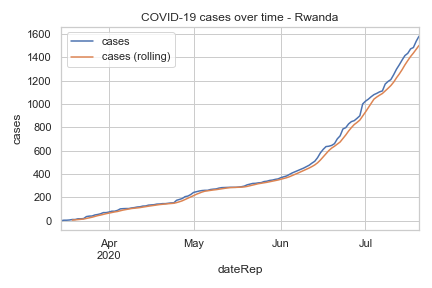 COVID-19 cases over time - Rwanda
cases
cases (rolling)
1600
1400
1200
1000
800
600
400
200
0
cases
Apr
2020
May
Jun
Jul
dateRep